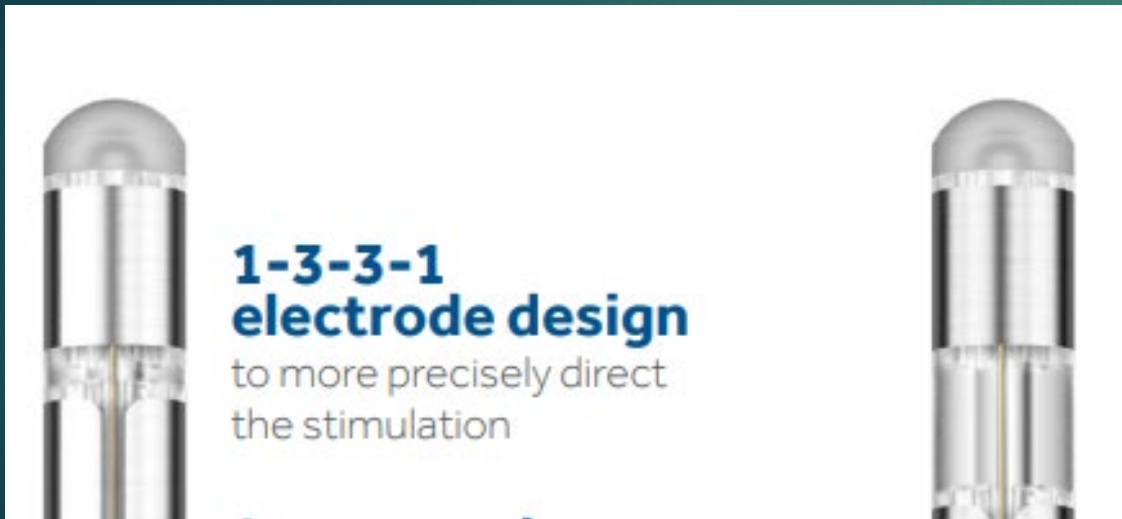 1-3-3-1
electrode design
to more precisely direct
the stimulation